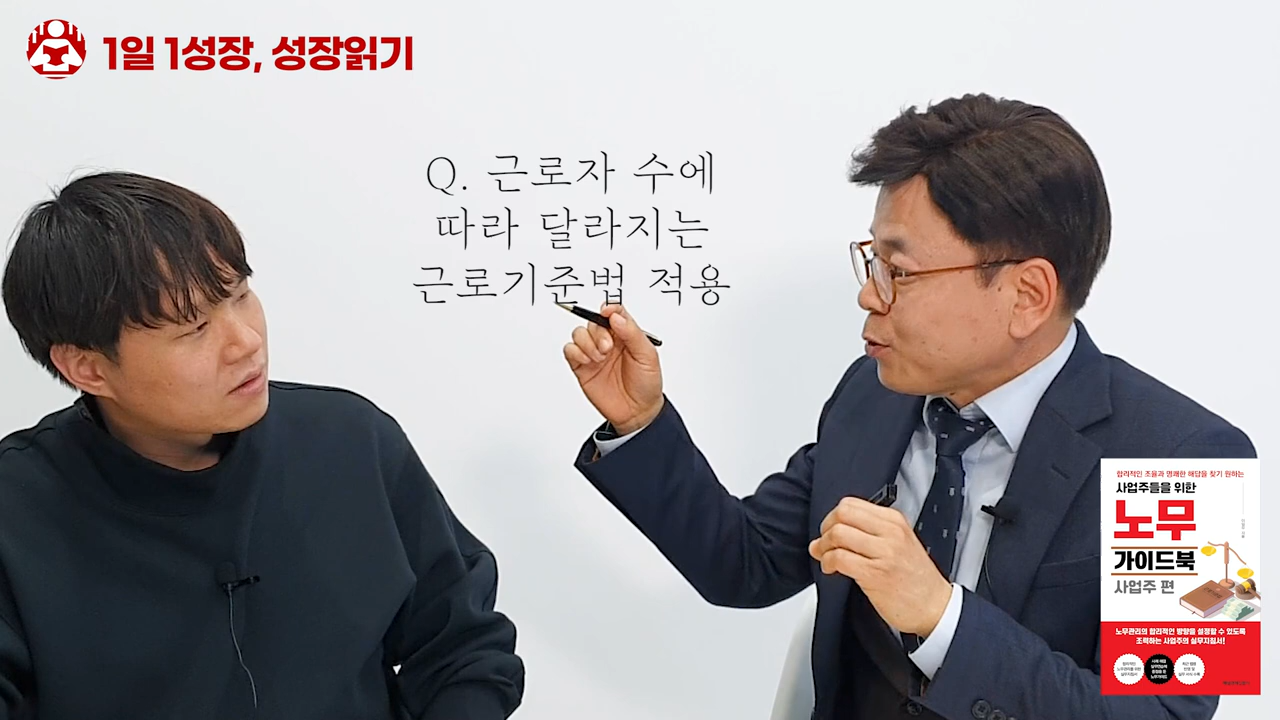 1일 1성장, 성장읽기
Q. 근로자 수에
따라 달라지는
근로기준법 적용
합리적인 조율과 명쾌한 해답을 찾기 원하는
사업주들을 위한
노무
가이드북
사업주 편
노무관리의 합리적인 방향을 설정할 수 있도록
조력하는 사업주의 실무지침서!